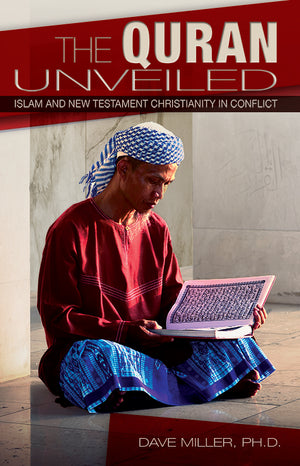 THE QURAN
UNVEILED
ISLAM AND NEW TESTAMENT CHRISTIANITY IN CONFLICT
DAVE MILLER, PH.D.